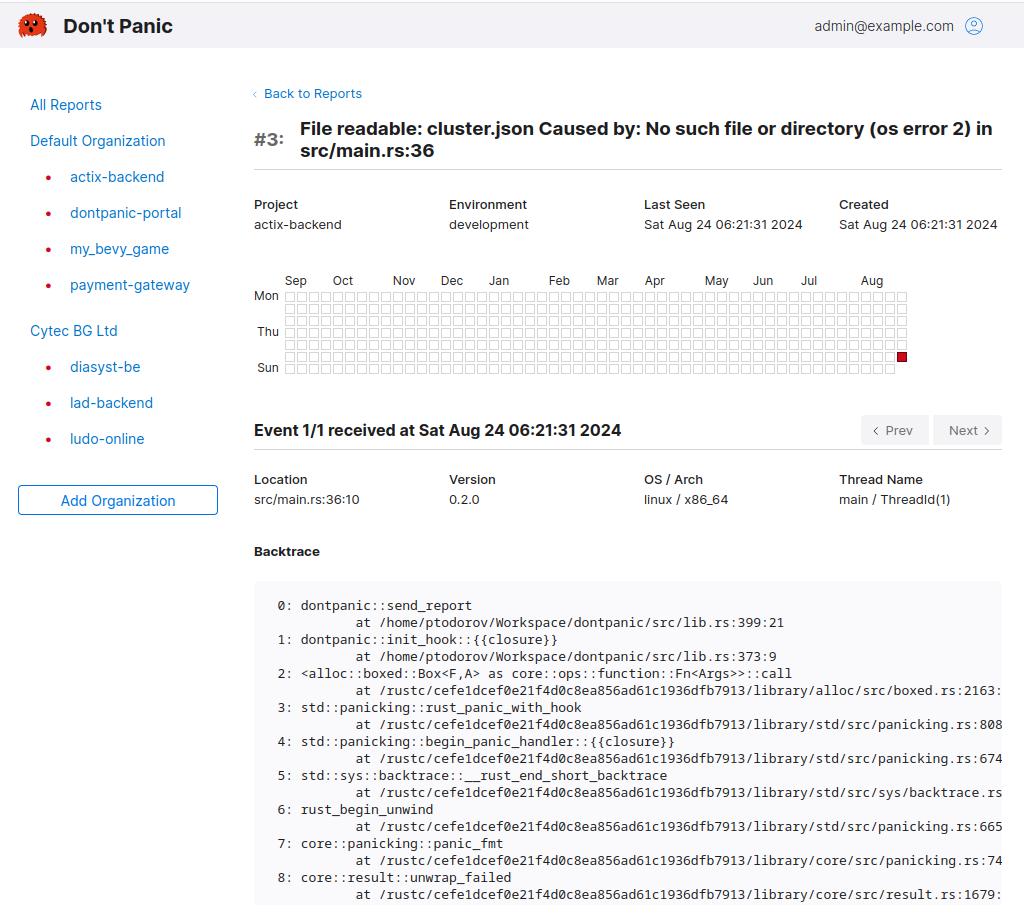 Don't Panic
admin@example.com
All Reports
Default Organization
actix-backend
dontpanic-portal
my_bevy_game
payment-gateway
Cytec BG Ltd
diasyst-be
lad-backend
ludo-online
Add Organization
Back to Reports
#3:
File readable: cluster.json Caused by: No such file or directory (os error 2) in
src/main.rs:36
Project Environment Last Seen Created
actix-backend development Sat Aug 24 06:21:31 2024 Sat Aug 24 06:21:31 2024
Sep Oct Nov Dec Jan Feb Mar Apr May Jun Jul Aug
Mon
Thu
Sun
Event 1/1 received at Sat Aug 24 06:21:31 2024
‹ Prev Next ›
Location Version OS / Arch Thread Name
src/main.rs:36:10 0.2.0 linux / x86_64 main / ThreadId(1)
Backtrace
0: dontpanic::send_report
at /home/ptodorov/Workspace/dontpanic/src/lib.rs:399:21
1: dontpanic::init_hook::{{closure}}
at /home/ptodorov/Workspace/dontpanic/src/lib.rs:373:9
2: <alloc::boxed::Box<F,A> as core::ops::function::Fn<Args>>::call
at /rustc/cefe1dcef0e21f4d0c8ea856ad61c1936dfb7913/library/alloc/src/boxed.rs:2163:
3: std::panicking::rust_panic_with_hook
at /rustc/cefe1dcef0e21f4d0c8ea856ad61c1936dfb7913/library/std/src/panicking.rs:808
4: std::panicking::begin_panic_handler::{{closure}}
at /rustc/cefe1dcef0e21f4d0c8ea856ad61c1936dfb7913/library/std/src/panicking.rs:674
5: std::sys::backtrace::__rust_end_short_backtrace
at /rustc/cefe1dcef0e21f4d0c8ea856ad61c1936dfb7913/library/std/src/sys/backtrace.rs
6: rust_begin_unwind
at /rustc/cefe1dcef0e21f4d0c8ea856ad61c1936dfb7913/library/std/src/panicking.rs:665
7: core::panicking::panic_fmt
at /rustc/cefe1dcef0e21f4d0c8ea856ad61c1936dfb7913/library/core/src/panicking.rs:74
8: core::result::unwrap_failed
at /rustc/cefe1dcef0e21f4d0c8ea856ad61c1936dfb7913/library/core/src/result.rs:1679: